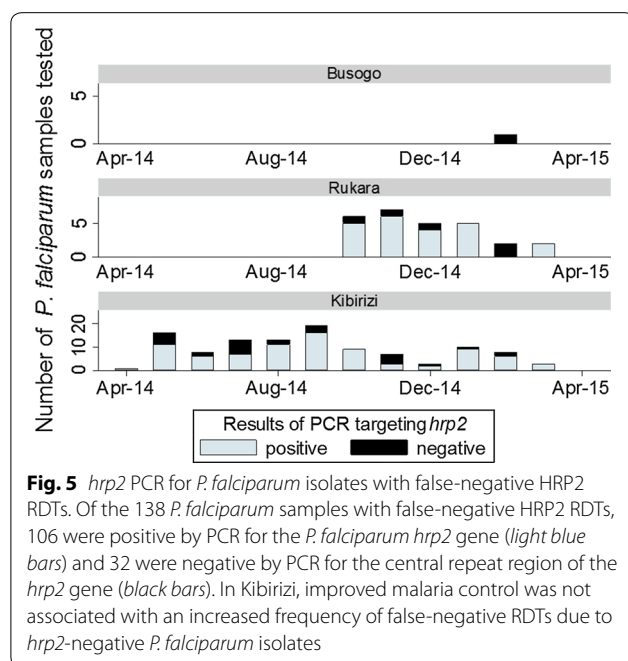 Number of P. falciparum samples tested
Busogo
5
0
Apr-14 Aug-14 Dec-14 Apr-15
Rukara
5
0
Apr-14 Aug-14 Dec-14 Apr-15
Kibirizi
20
10
0
Apr-14 Aug-14 Dec-14 Apr-15
Results of PCR targeting hrp2
positive negative
Fig. 5 hrp2 PCR for P. falciparum isolates with false-negative HRP2
RDTs. Of the 138 P. falciparum samples with false-negative HRP2 RDTs,
106 were positive by PCR for the P. falciparum hrp2 gene (light blue
bars) and 32 were negative by PCR for the central repeat region of the
hrp2 gene (black bars). In Kibirizi, improved malaria control was not
associated with an increased frequency of false-negative RDTs due to
hrp2-negative P. falciparum isolates